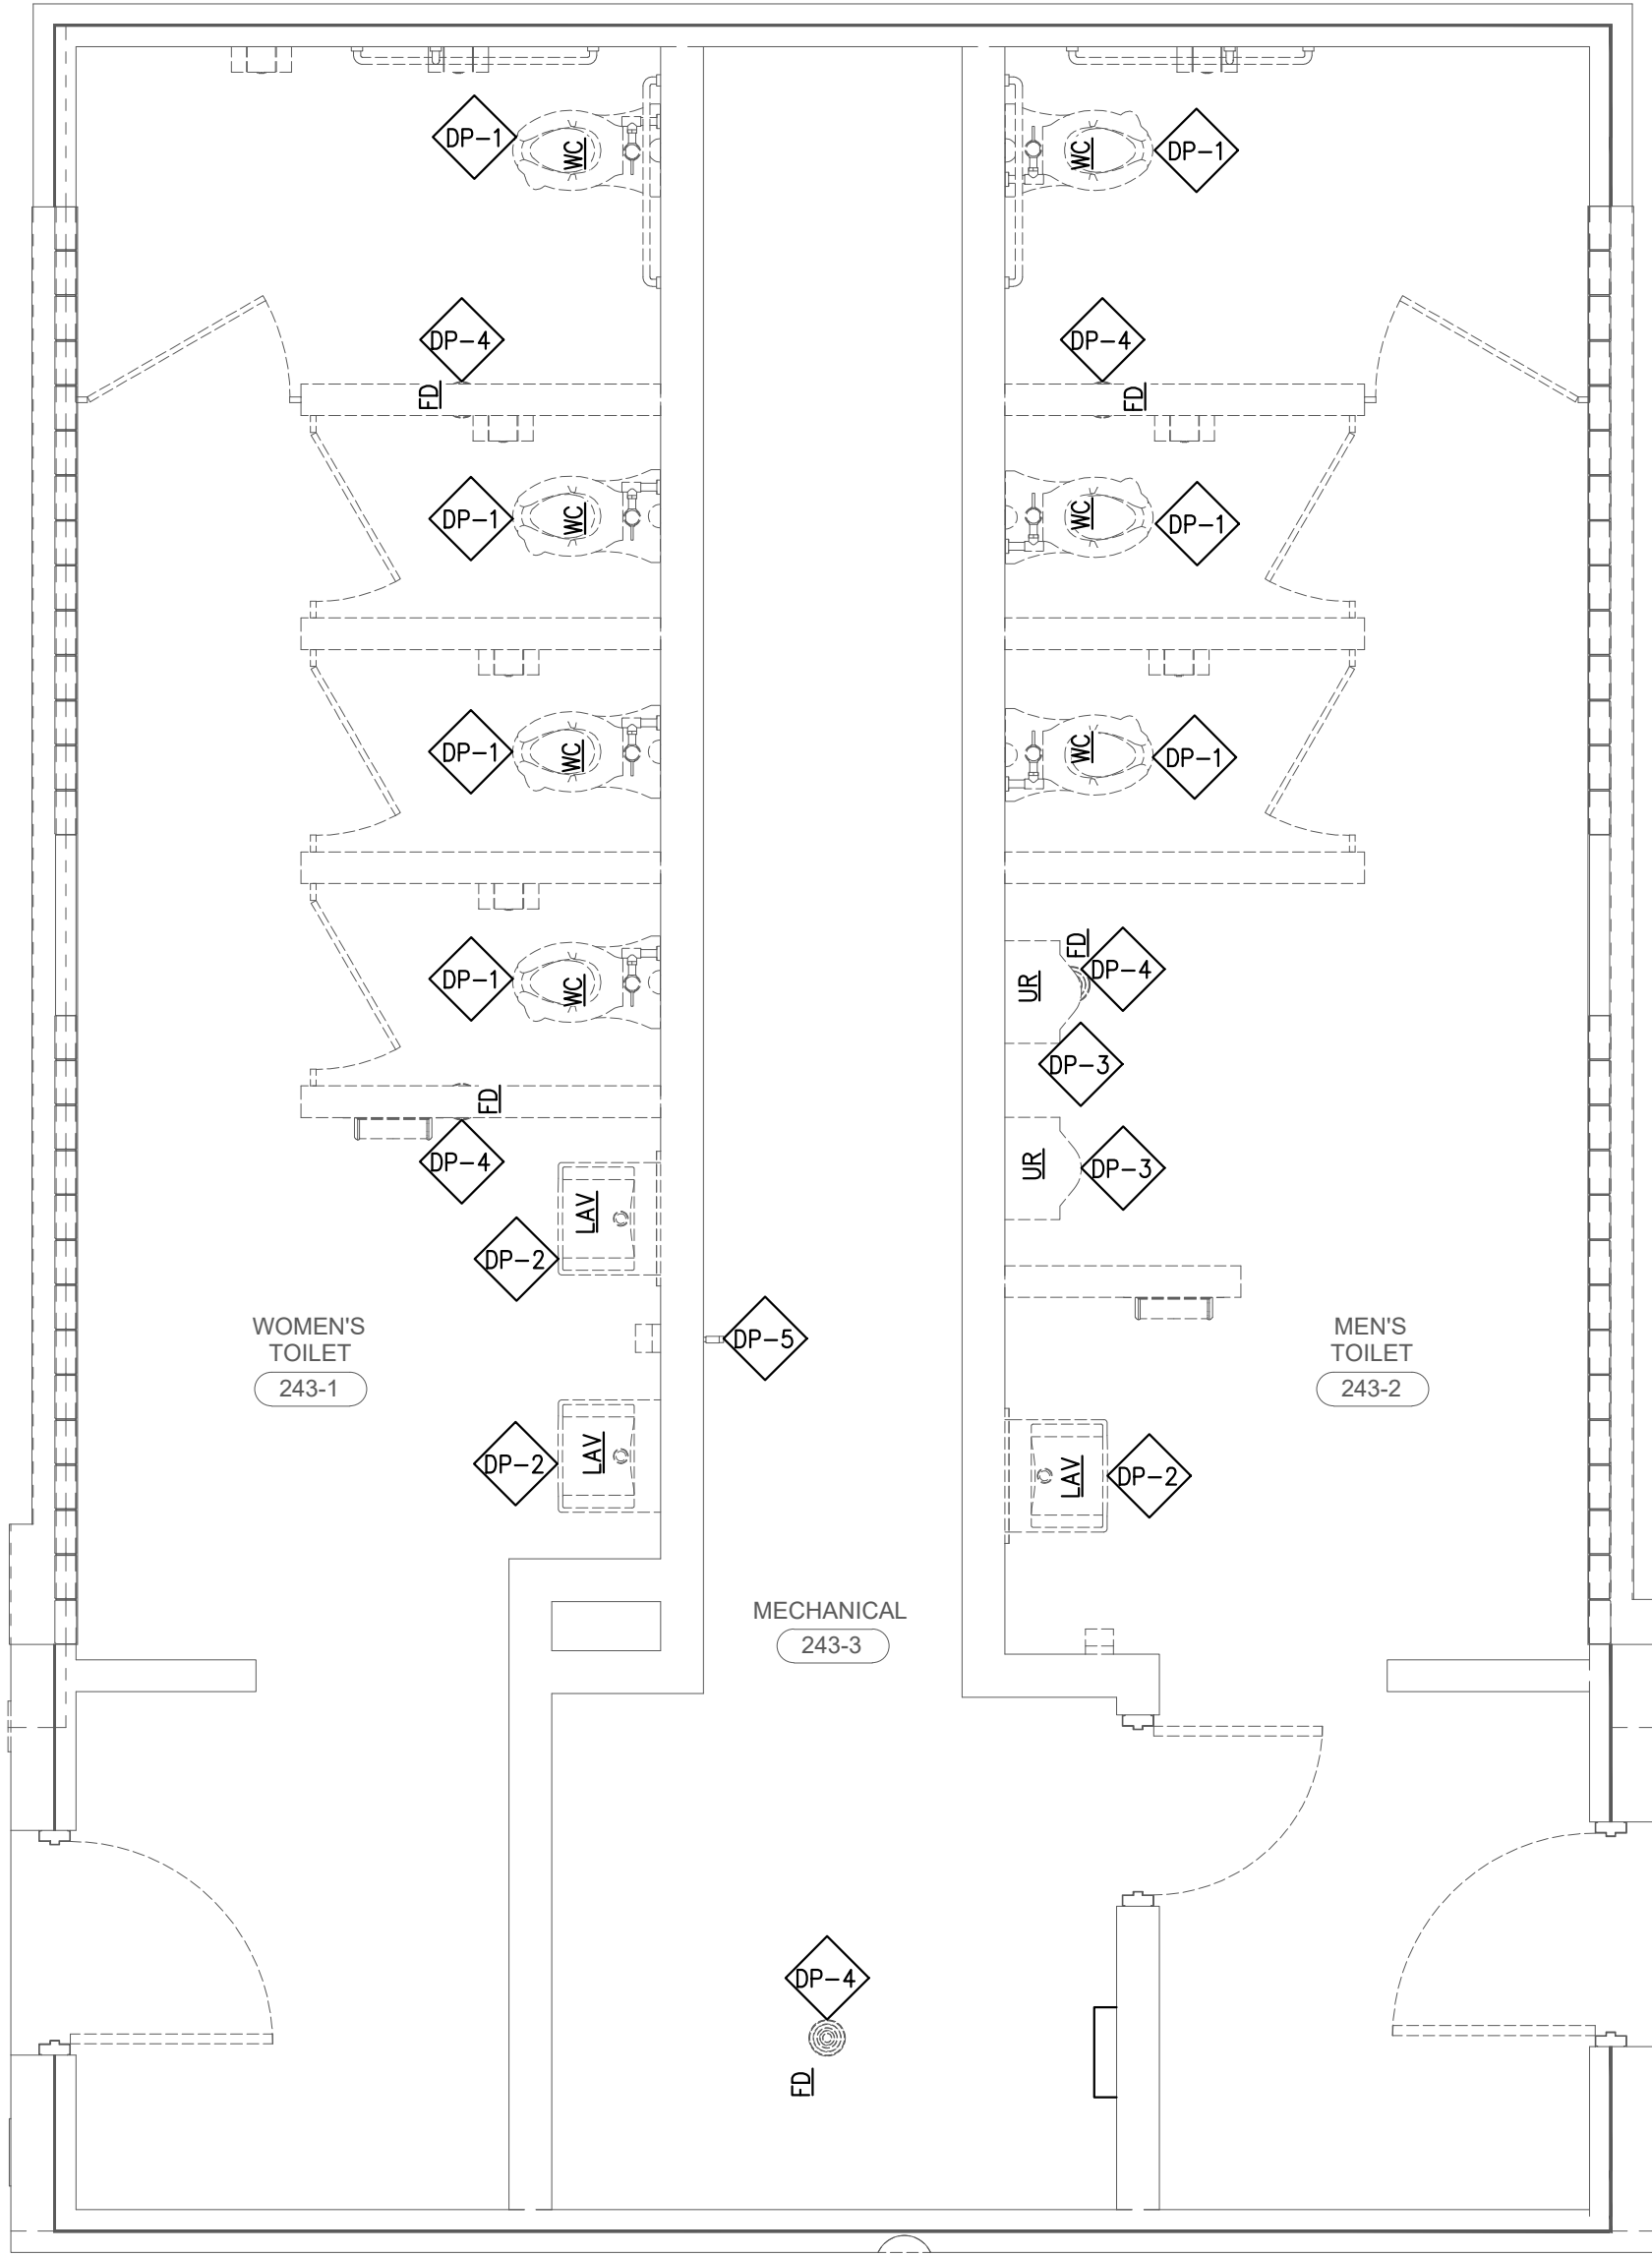 DP-1
WC
WC
DP-1
DP-4
DP-4
FD
FD
DP-1
WC
WC
DP-1
DP-1
WC
WC
DP-1
DP-1
WC
UR
FD
DP-4
DP-3
FD
DP-4
UR
DP-3
LAV
DP-2
WOMEN'S
TOILET
243-1
DP-5
MEN'S
TOILET
243-2
DP-2
LAV
LAV
DP-2
MECHANICAL
243-3
DP-4
FD